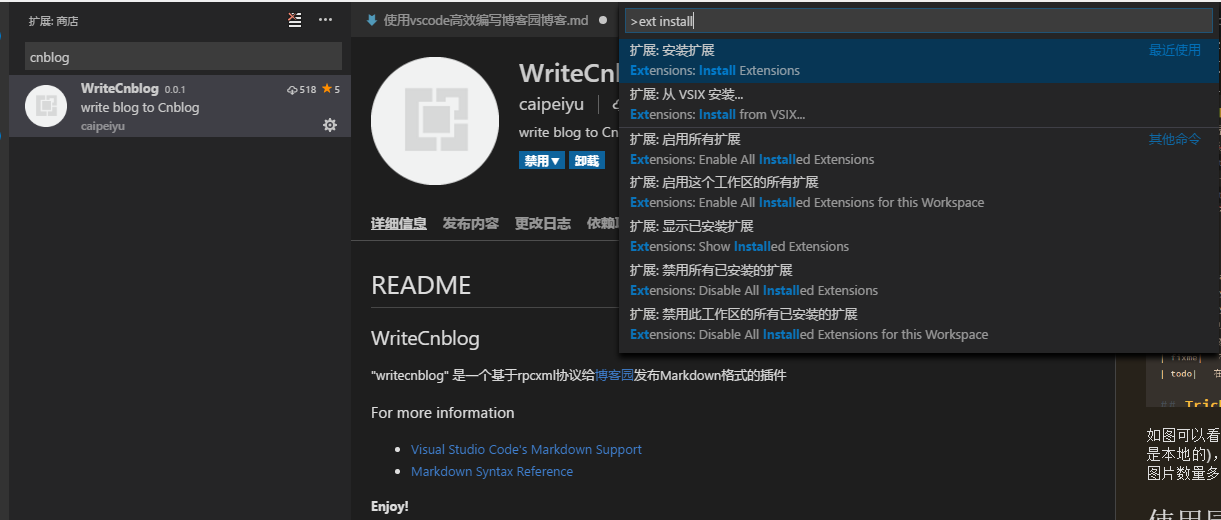 扩展: 商店
cnblog
WriteCnblog 0.0.1 518 5
write blog to Cnblog
caipeiyu
使用vscode高效编写博客园博客.md
WriteCnl
caipeiyu
write blog to Cn
禁用▼ 卸载
详细信息 发布内容 更改日志 依赖
README
WriteCnblog
"writecnblog" 是一个基于rpcxml协议给博客园发布Markdown格式的插件
For more information
• Visual Studio Code's Markdown Support
• Markdown Syntax Reference
Enjoy!
>ext install
扩展: 安装扩展 最近使用
Extensions: Install Extensions
扩展: 从 VSIX 安装...
Extensions: Install from VSIX...
扩展: 启用所有扩展 其他命令
Extensions: Enable All Installed Extensions
扩展: 启用这个工作区的所有扩展
Extensions: Enable All Installed Extensions for this Workspace
扩展: 显示已安装扩展
Extensions: Show Installed Extensions
扩展: 禁用所有已安装的扩展
Extensions: Disable All Installed Extensions
扩展: 禁用此工作区的所有已安装的扩展
Extensions: Disable All Installed Extensions for this Workspace
| todo| 在
## Tric
如图可以看
是本地的)，
图片数量多